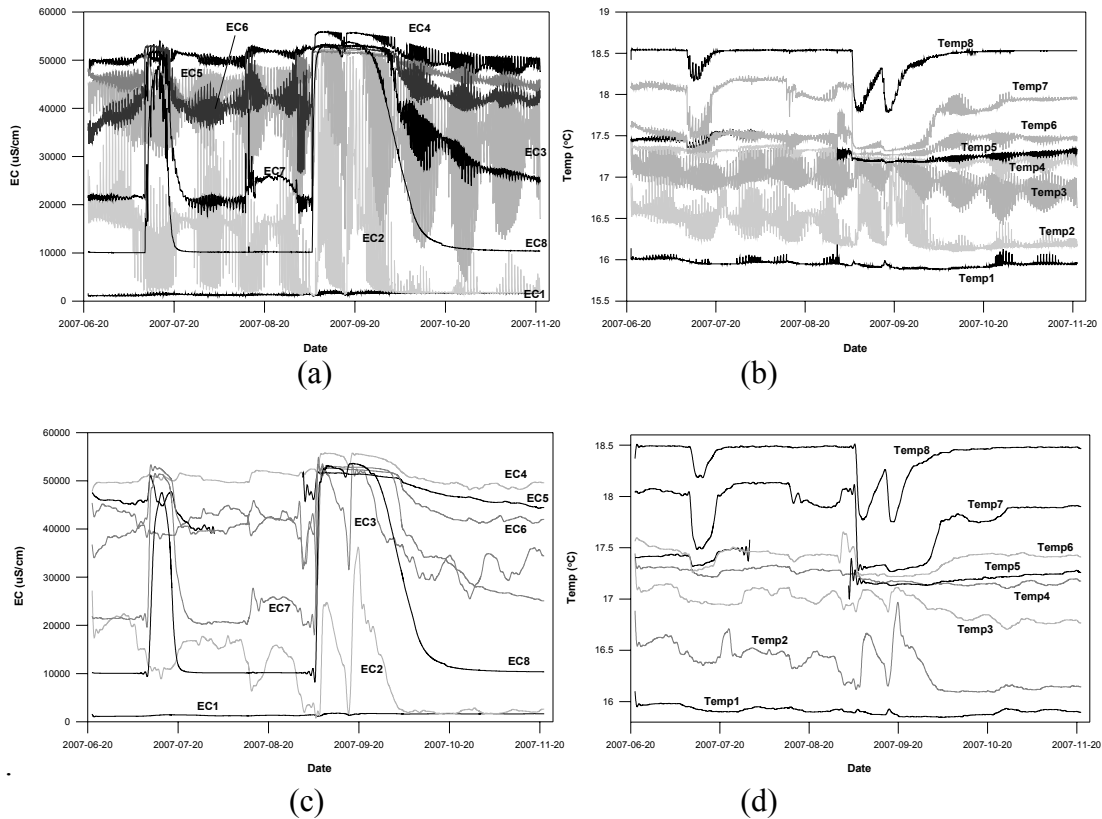 60000
50000
40000
30000
20000
10000
0
EC (uS/cm)
EC6
EC4
EC5
EC3
EC7
EC2
EC8
EC1
2007-06-20
2007-07-20
2007-08-20
2007-09-20
2007-10-20
2007-11-20
Date
(a)
19
18.5
18
17.5
17
16.5
16
15.5
Temp (ºC)
Temp8
Temp7
Temp6
Temp5
Temp4
Temp3
Temp2
Temp1
2007-06-20
2007-07-20
2007-08-20
2007-09-20
2007-10-20
2007-11-20
Date
(b)
60000
50000
40000
30000
20000
10000
0
EC (uS/cm)
EC4
EC5
EC3
EC6
EC7
EC2
EC8
EC1
2007-06-20
2007-07-20
2007-08-20
2007-09-20
2007-10-20
2007-11-20
Date
(c)
18.5
18
17.5
17
16.5
16
Temp (ºC)
Temp8
Temp7
Temp6
Temp5
Temp4
Temp3
Temp2
Temp1
2007-06-20
2007-07-20
2007-08-20
2007-09-20
2007-10-20
2007-11-20
Date
(d)
.